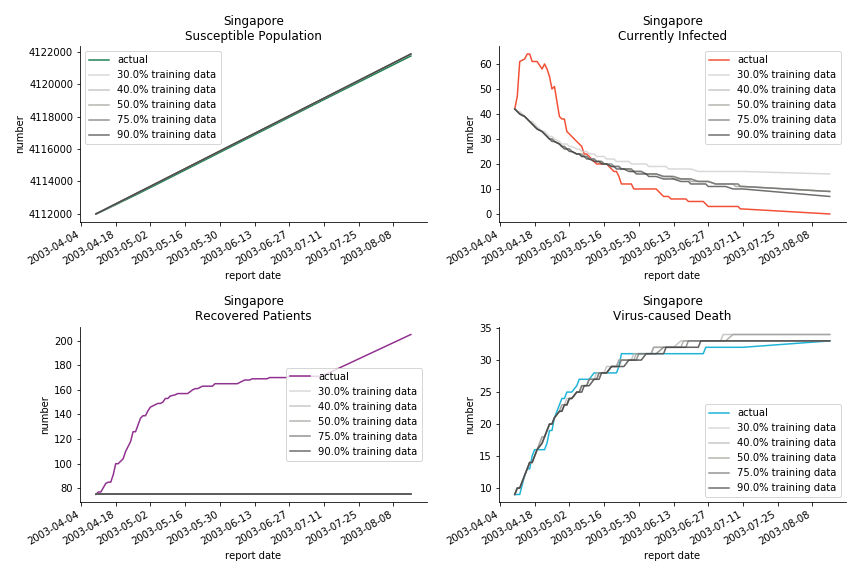 Singapore
Susceptible Population
number
4122000
4120000
4118000
4116000
4114000
4112000
actual
30.0% training data
40.0% training data
50.0% training data
75.0% training data
90.0% training data
2003-04-04
2003-04-18
2003-05-02
2003-05-16
2003-05-30
2003-06-13
2003-06-27
2003-07-11
2003-07-25
2003-08-08
report date
Singapore
Currently Infected
number
60
50
40
30
20
10
0
actual
30.0% training data
40.0% training data
50.0% training data
75.0% training data
90.0% training data
2003-04-04
2003-04-18
2003-05-02
2003-05-16
2003-05-30
2003-06-13
2003-06-27
2003-07-11
2003-07-25
2003-08-08
report date
Singapore
Recovered Patients
number
200
180
160
140
120
100
80
actual
30.0% training data
40.0% training data
50.0% training data
75.0% training data
90.0% training data
2003-04-04
2003-04-18
2003-05-02
2003-05-16
2003-05-30
2003-06-13
2003-06-27
2003-07-11
2003-07-25
2003-08-08
report date
Singapore
Virus-caused Death
number
35
30
25
20
15
10
actual
30.0% training data
40.0% training data
50.0% training data
75.0% training data
90.0% training data
2003-04-04
2003-04-18
2003-05-02
2003-05-16
2003-05-30
2003-06-13
2003-06-27
2003-07-11
2003-07-25
2003-08-08
report date